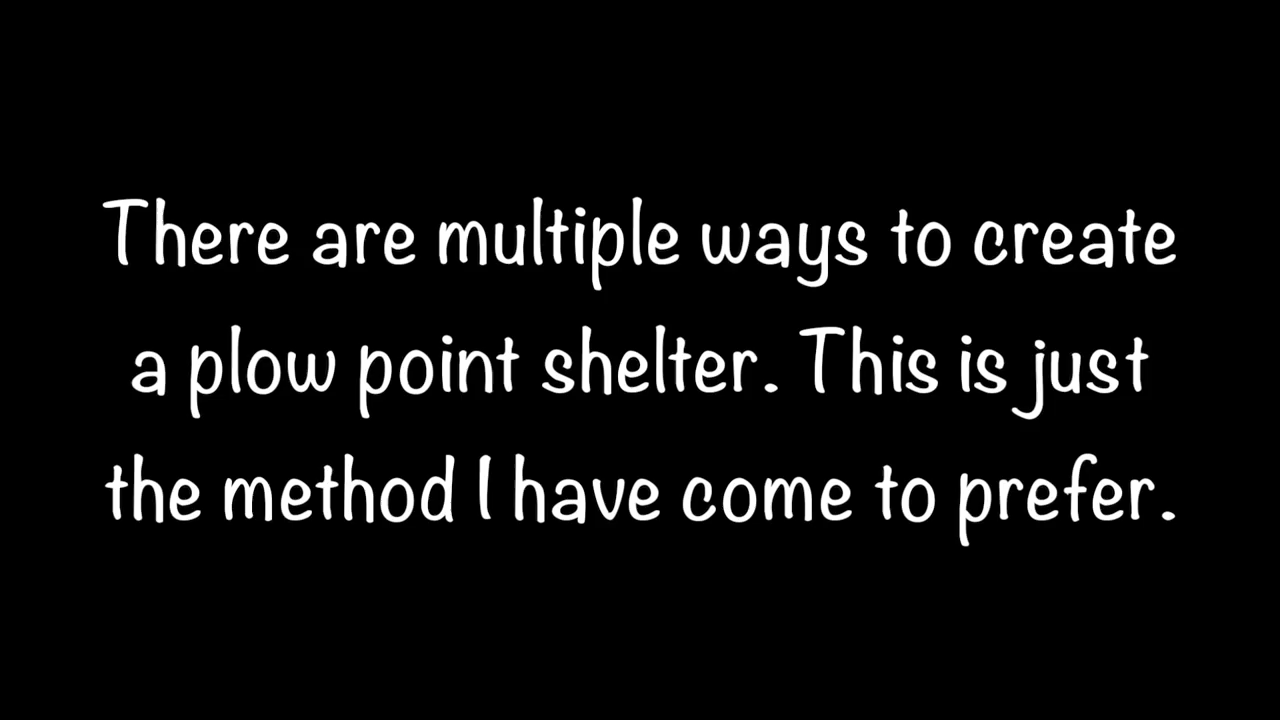 There are multiple ways to create
a plow point shelter. This is just
the method I have come to prefer.